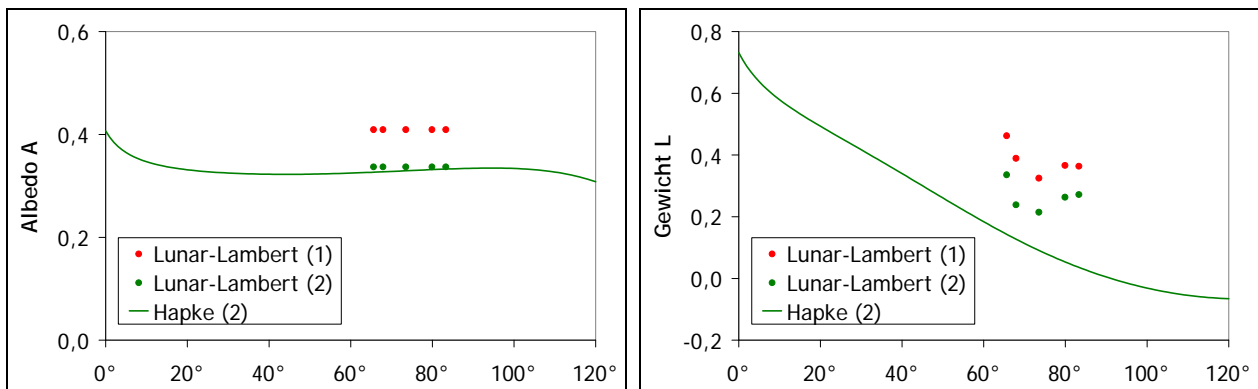 Albedo A
0,6
0,4
0,2
0,0
Lunar-Lambert (1)
Lunar-Lambert (2)
Hapke (2)
0° 20° 40° 60° 80° 100° 120°
Gewicht L
0,8
0,6
0,4
0,2
0,0
-0,2
Lunar-Lambert (1)
Lunar-Lambert (2)
Hapke (2)
0° 20° 40° 60° 80° 100° 120°